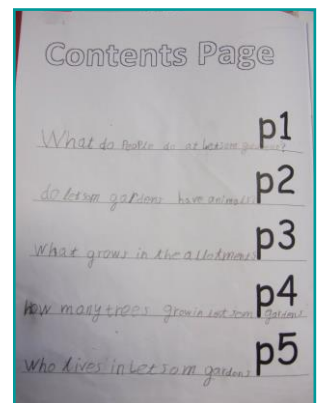 Contents Page
p1
What do People do at Letsom gardens?
p2
do letsom gardens have animals
p3
What grows in the allotments
p4
How many trees grow in Letsom gardens
p5
Who lives in Letsom gardens